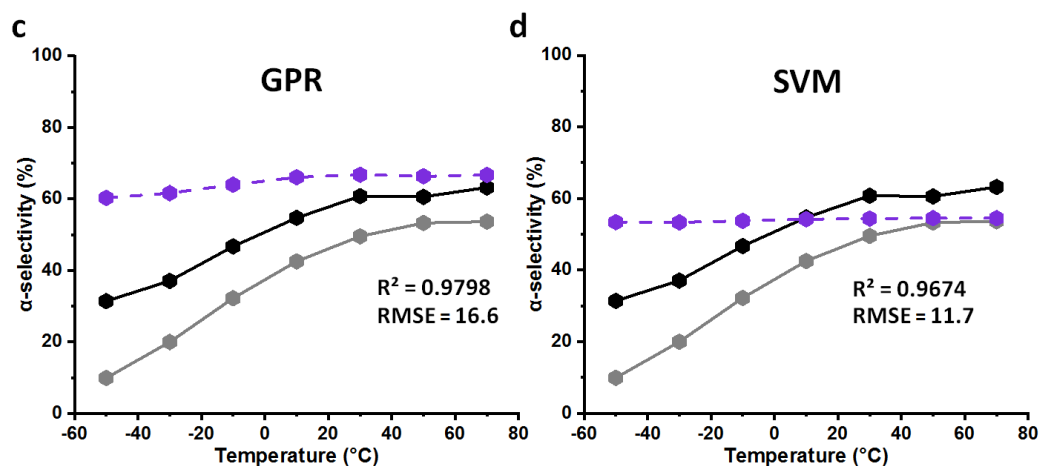 c
GPR
100
80
60
40
20
0
α-selectivity (%)
R² = 0.9798
RMSE = 16.6
-60 -40 -20 0 20 40 60 80
Temperature (°C)
d
SVM
100
80
60
40
20
0
α-selectivity (%)
R² = 0.9674
RMSE = 11.7
-60 -40 -20 0 20 40 60 80
Temperature (°C)